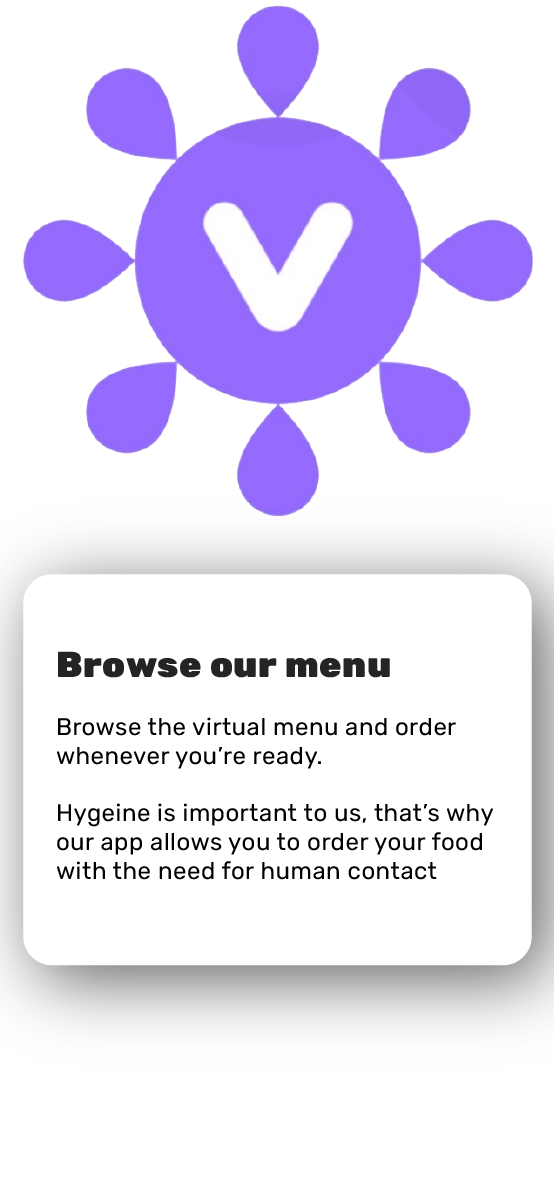 V
Browse our menu
Browse the virtual menu and order
whenever you’re ready.
Hygeine is important to us, that’s why
our app allows you to order your food
with the need for human contact